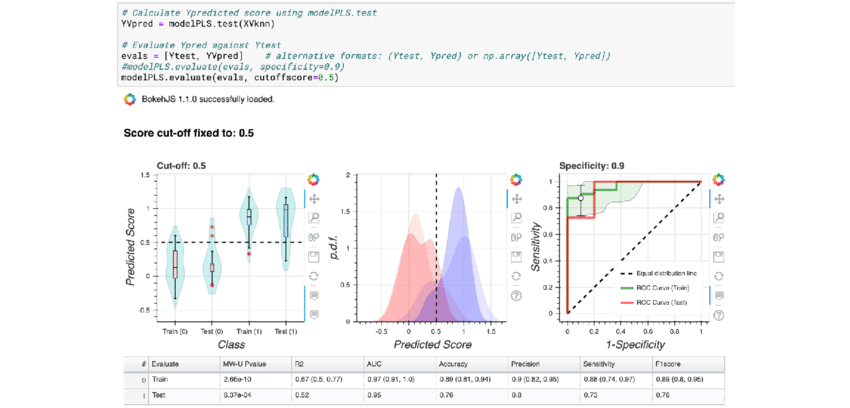 # Calculate Ypredicted score using modelPLS.test
YVpred = modelPLS.test(XVknn)
# Evaluate Ypred against Ytest
evals = [Ytest, YVpred]    # alternative formats: (Ytest, Ypred) or np.array([Ytest, Ypred])
#modelPLS.evaluate(evals, specificity=0.9)
modelPLS.evaluate(evals, cutoffscore=0.5)
BokehJS 1.1.0 successfully loaded.
Score cut-off fixed to: 0.5
Cut-off: 0.5
1.5
1
0.5
0
-0.5
Predicted Score
Train (0) Test (0) Train (1) Test (1)
Class
2
1.5
1
0.5
0
p.d.f.
-0.5 0 0.5 1 1.5
Predicted Score
Specificity: 0.9
1
0.8
0.6
0.4
0.2
0
Sensitivity
Equal distribution line
ROC Curve (Train)
ROC Curve (Test)
0 0.2 0.4 0.6 0.8 1
1-Specificity
# Evaluate MW-U Pvalue R2 AUC Accuracy Precision Sensitivity F1score
0 Train 2.66e-10 0.67 (0.5, 0.77) 0.97 (0.91, 1.0) 0.89 (0.81, 0.94) 0.9 (0.82, 0.95) 0.88 (0.74, 0.97) 0.89 (0.8, 0.95)
1 Test 6.37e-04 0.52 0.95 0.76 0.8 0.73 0.76